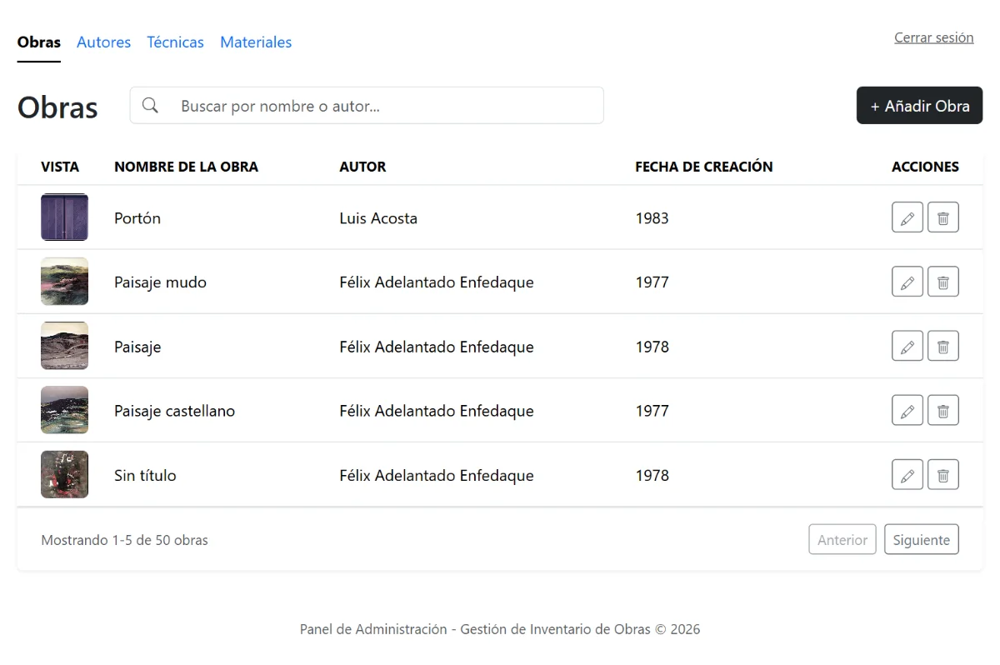 Obras Autores Técnicas Materiales Cerrar sesión
Obras Buscar por nombre o autor... + Añadir Obra
VISTA NOMBRE DE LA OBRA AUTOR FECHA DE CREACIÓN ACCIONES
Portón Luis Acosta 1983
Paisaje mudo Félix Adelantado Enfedaque 1977
Paisaje Félix Adelantado Enfedaque 1978
Paisaje castellano Félix Adelantado Enfedaque 1977
Sin título Félix Adelantado Enfedaque 1978
Mostrando 1-5 de 50 obras Anterior Siguiente
Panel de Administración - Gestión de Inventario de Obras © 2026